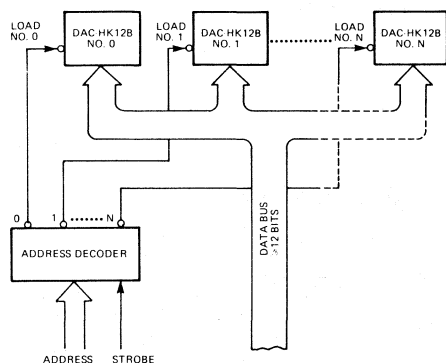 LOAD
NO. 0
DAC-HK12B
NO. 0
LOAD
NO. 1
DAC-HK12B
NO. 1
LOAD
NO. N
DAC-HK12B
NO. N
0
1
N
ADDRESS DECODER
DATA BUS
≥12 BITS
ADDRESS
STROBE